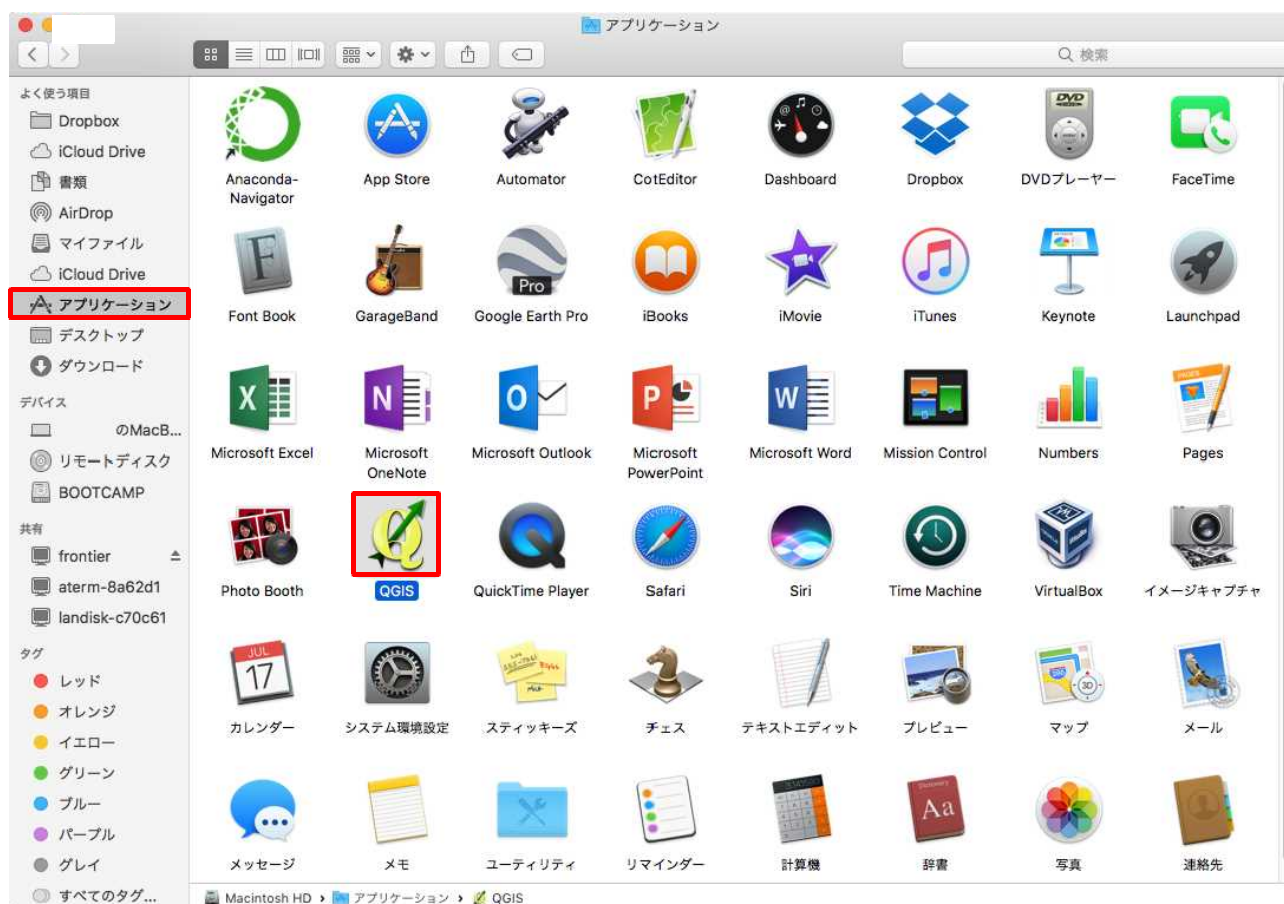 アプリケーション
検索
よく使う項目
Dropbox
iCloud Drive
書類
AirDrop
マイファイル
iCloud Drive
アプリケーション
デスクトップ
ダウンロード
デバイス
のMacB...
リモートディスク
BOOTCAMP
共有
frontier
aterm-8a62d1
landisk-c70c61
タグ
レッド
オレンジ
イエロー
グリーン
ブルー
パープル
グレイ
すべてのタグ...
Anaconda-
Navigator
App Store
Automator
CotEditor
Dashboard
Dropbox
DVD
DVDプレーヤー
FaceTime
F
Font Book
GarageBand
Pro
Google Earth Pro
iBooks
iMovie
iTunes
Keynote
Launchpad
X
Microsoft Excel
N
Microsoft
OneNote
O
Microsoft Outlook
P
Microsoft
PowerPoint
W
Microsoft Word
Mission Control
Numbers
PAGES
Pages
Photo Booth
QGIS
QuickTime Player
Safari
Siri
Time Machine
VirtualBox
イメージキャプチャ
JUL
17
カレンダー
システム環境設定
スティッキーズ
チェス
テキストエディット
プレビュー
3D
マップ
メール
メッセージ
メモ
ユーティリティ
リマインダー
計算機
Dictionary
Aa
辞書
写真
連絡先
Macintosh HD › アプリケーション › QGIS